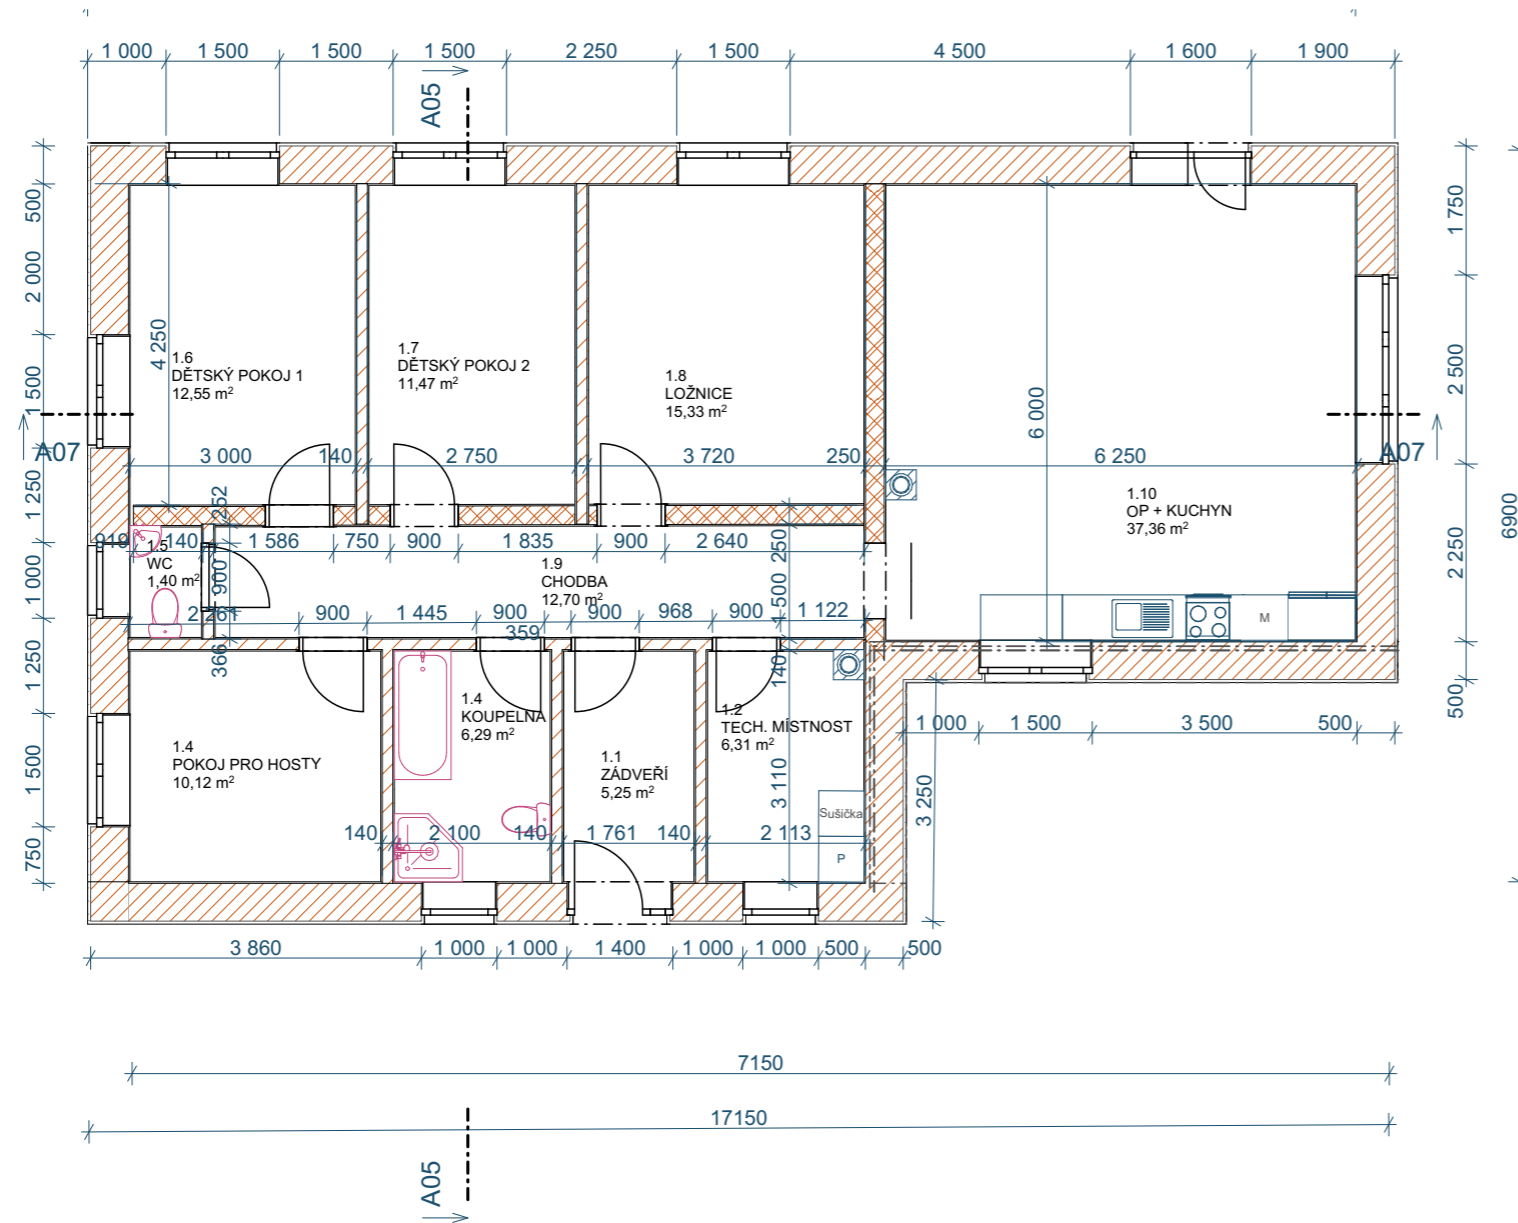 1 000 1 500 1 500 1 500 2 250 1 500 4 500 1 600 1 900
A05
500
2 000
1 500
1 250
1 000
1 250
1 500
750
1 750
2 500
2 250
500
6900
4 250
6 000
1.6
DĚTSKÝ POKOJ 1
12,55 m²
1.7
DĚTSKÝ POKOJ 2
11,47 m²
1.8
LOŽNICE
15,33 m²
A07
A07
3 000 140 2 750 3 720 250 6 250
1.10
OP + KUCHYN
37,36 m²
252
919 140 1 586 750 900 1 835 900 2 640 250
1.5
WC
1,40 m²
900
1.9
CHODBA
12,70 m²
1 500
2 261 900 1 445 900 900 968 900 1 122
359
366
140
M
1.4
KOUPELNA
6,29 m²
1.2
TECH. MÍSTNOST
6,31 m²
1.4
POKOJ PRO HOSTY
10,12 m²
1.1
ZÁDVEŘÍ
5,25 m²
1 000 1 500 3 500 500
3 110
3 250
Sušička
P
140 2 100 140 1 761 140 2 113
3 860 1 000 1 000 1 400 1 000 1 000 500 500
7150
17150
A05